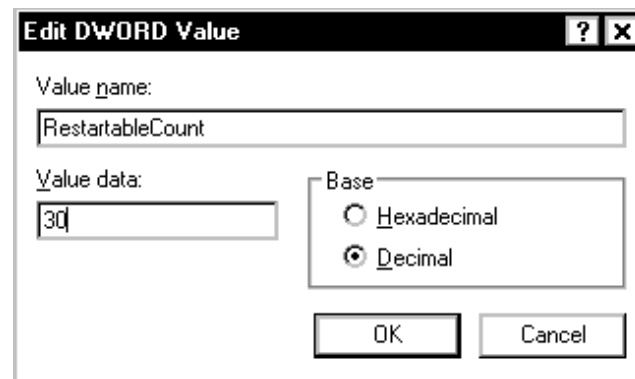 Edit DWORD Value
Value name:
RestartableCount
Value data:
30
Base
Hexadecimal
Decimal
OK
Cancel